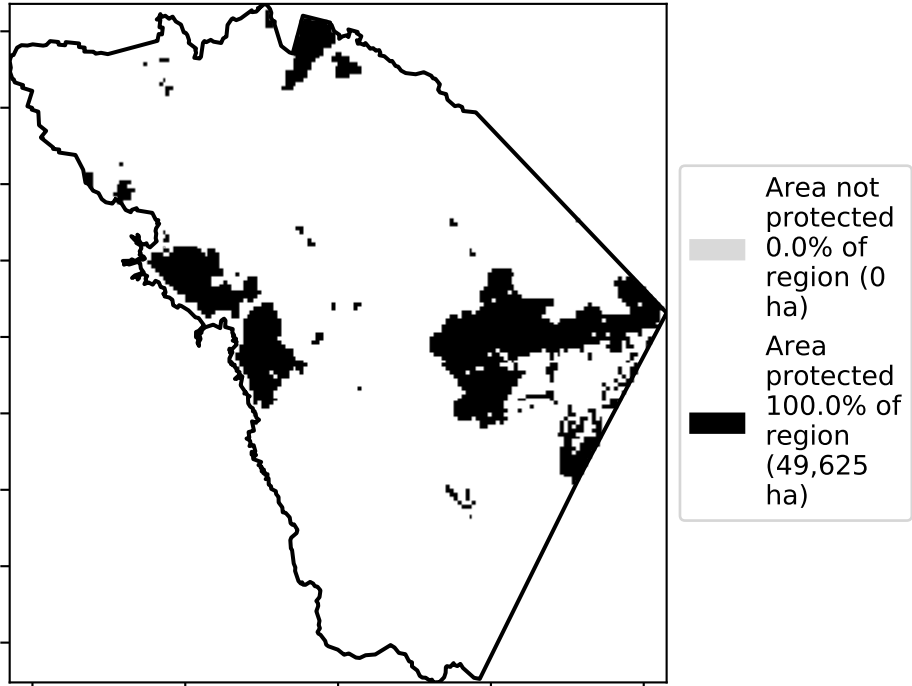 Area not
protected
0.0% of
region (0
ha)
Area
protected
100.0% of
region
(49,625
ha)